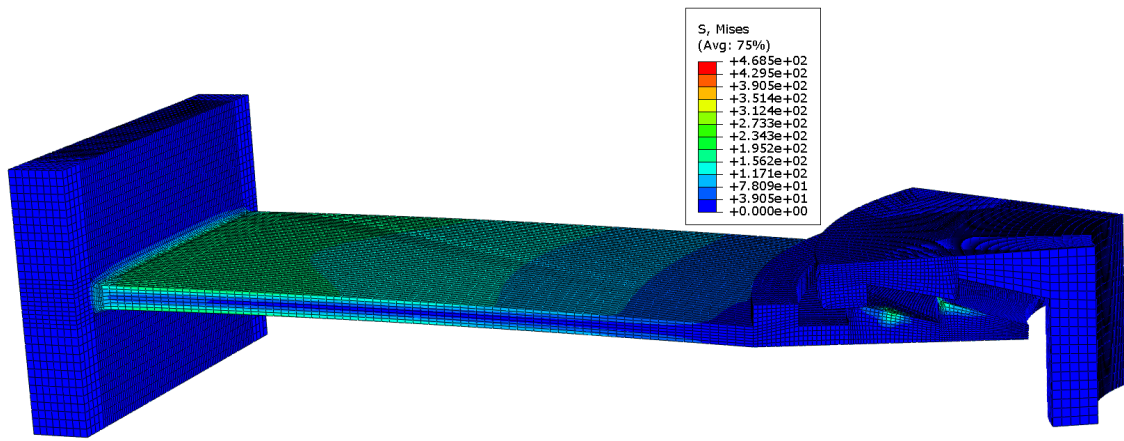 S, Mises
(Avg: 75%)
+4.685e+02
+4.295e+02
+3.905e+02
+3.514e+02
+3.124e+02
+2.733e+02
+2.343e+02
+1.952e+02
+1.562e+02
+1.171e+02
+7.809e+01
+3.905e+01
+0.000e+00